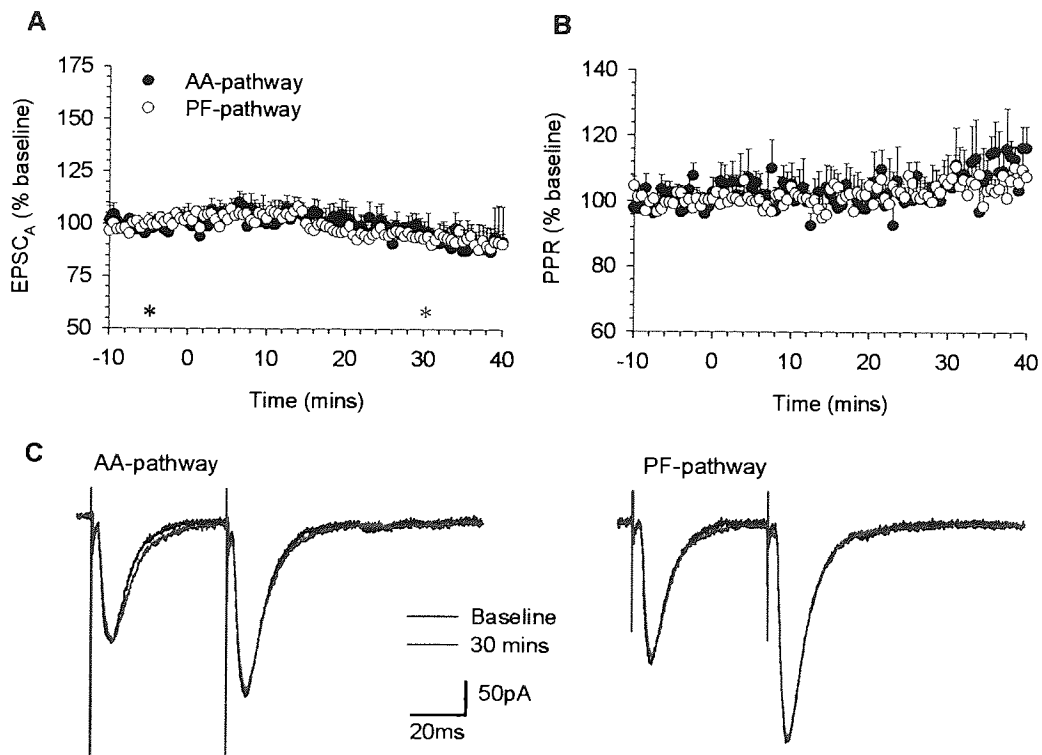 A
EPSC_A (% baseline)
175
150
125
100
75
50
AA-pathway
PF-pathway
*
*
-10
0
10
20
30
40
Time (mins)
B
PPR (% baseline)
140
120
100
80
60
-10
0
10
20
30
40
Time (mins)
C
AA-pathway
PF-pathway
Baseline
30 mins
50pA
20ms